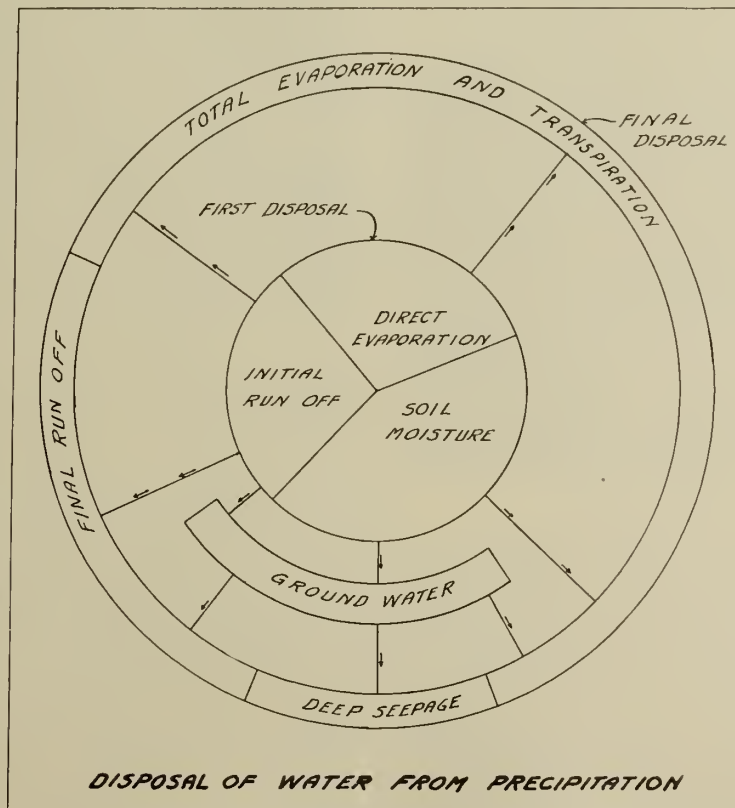 TOTAL EVAPORATION AND TRANSPIRATION
FINAL
DISPOSAL
FIRST DISPOSAL
DIRECT
EVAPORATION
INITIAL
RUN OFF
SOIL
MOISTURE
FINAL RUN OFF
GROUND WATER
DEEP SEEPAGE
DISPOSAL OF WATER FROM PRECIPITATION